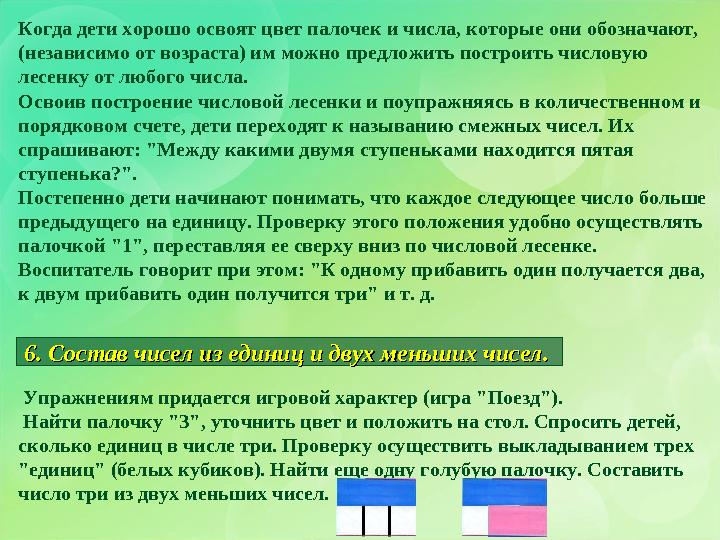 Когда дети хорошо освоят цвет палочек и числа, которые они обозначают,
(независимо от возраста) им можно предложить построить числовую
лесенку от любого числа.
Освоив построение числовой лесенки и поупражняясь в количественном и
порядковом счете, дети переходят к называнию смежных чисел. Их
спрашивают: "Между какими двумя ступеньками находится пятая
ступенька?".
Постепенно дети начинают понимать, что каждое следующее число больше
предыдущего на единицу. Проверку этого положения удобно осуществлять
палочкой "1", переставляя ее сверху вниз по числовой лесенке.
Воспитатель говорит при этом: "К одному прибавить один получается два,
к двум прибавить один получится три" и т. д.
6. Состав чисел из единиц и двух меньших чисел.
Упражнениям придается игровой характер (игра "Поезд").
Найти палочку "3", уточнить цвет и положить на стол. Спросить детей,
сколько единиц в числе три. Проверку осуществить выкладыванием трех
"единиц" (белых кубиков). Найти еще одну голубую палочку. Составить
число три из двух меньших чисел.